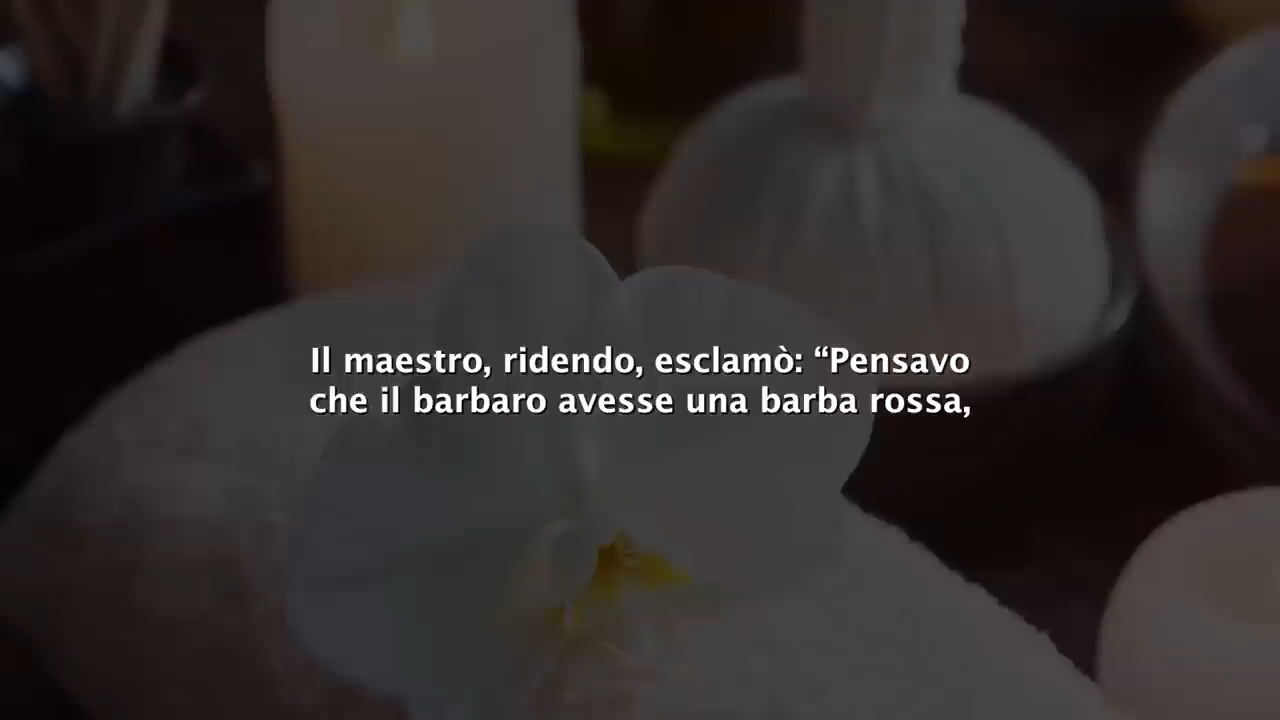 Il maestro, ridendo, esclamò: “Pensavo
che il barbaro avesse una barba rossa,